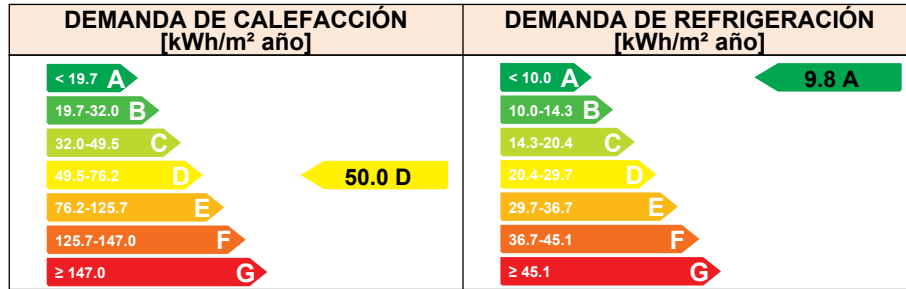 DEMANDA DE CALEFACCIÓN
[kWh/m² año]
< 19.7 A
19.7-32.0 B
32.0-49.5 C
49.5-76.2 D
50.0 D
76.2-125.7 E
125.7-147.0 F
≥ 147.0 G
DEMANDA DE REFRIGERACIÓN
[kWh/m² año]
< 10.0 A
9.8 A
10.0-14.3 B
14.3-20.4 C
20.4-29.7 D
29.7-36.7 E
36.7-45.1 F
≥ 45.1 G